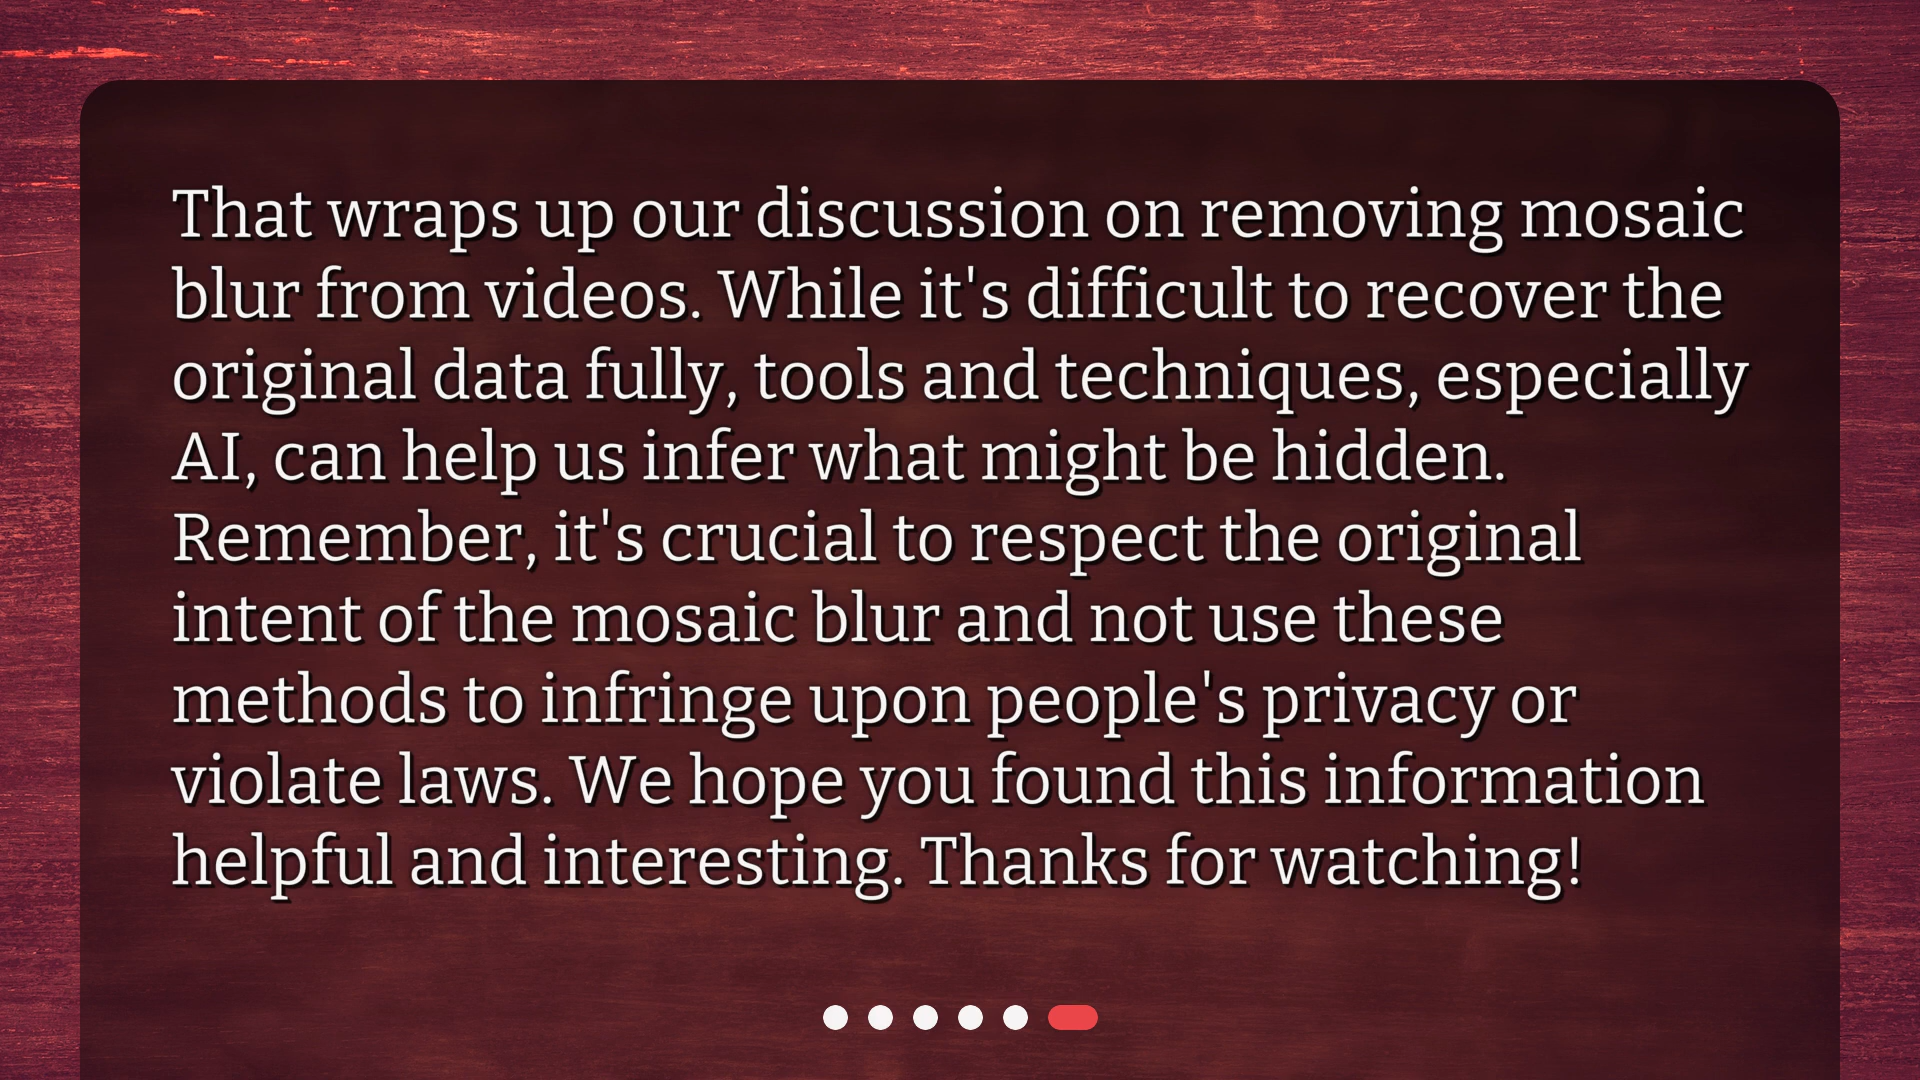 That wraps up our discussion on removing mosaic
blur from videos. While it's difficult to recover the
original data fully, tools and techniques, especially
AI, can help us infer what might be hidden.
Remember, it's crucial to respect the original
intent of the mosaic blur and not use these
methods to infringe upon people's privacy or
violate laws. We hope you found this information
helpful and interesting. Thanks for watching!